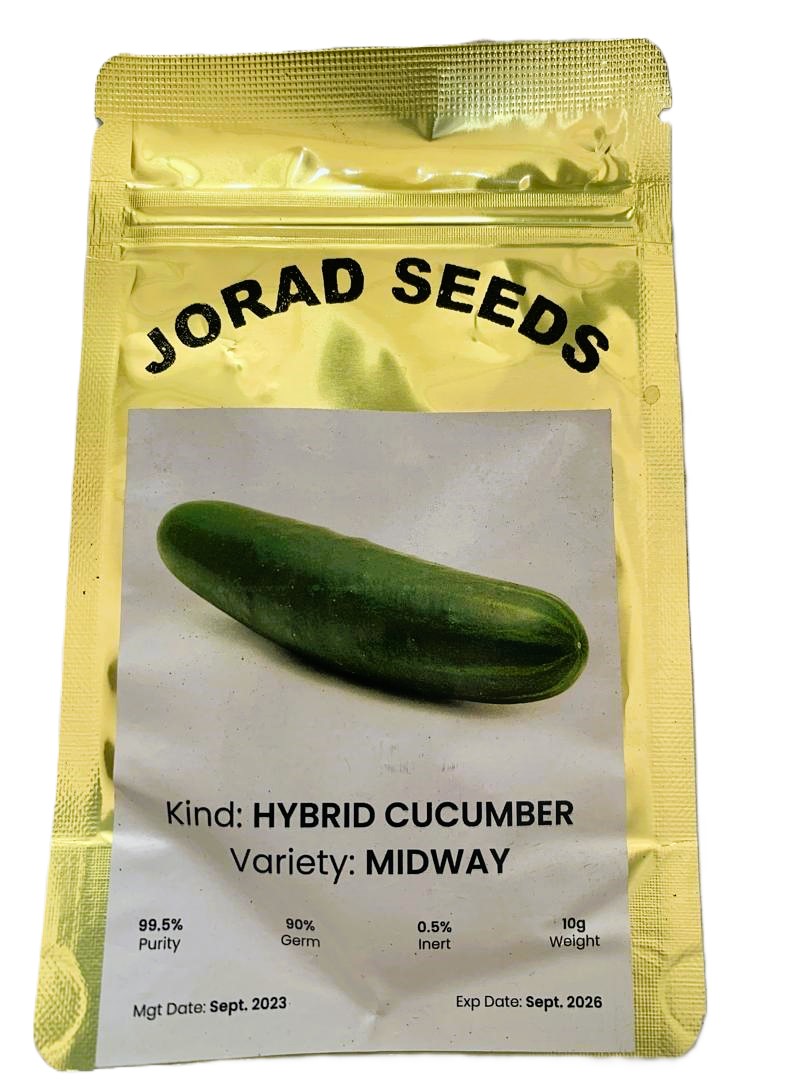 JORAD SEEDS
Kind: HYBRID CUCUMBER
Variety: MIDWAY
99.5% 90% 0.5% 10g
Purity Germ Inert Weight
Mgt Date: Sept. 2023 Exp Date: Sept. 2026